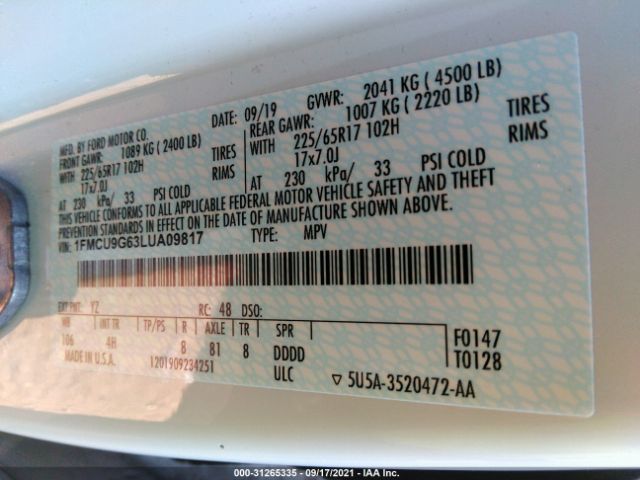 MFD. BY FORD MOTOR CO.
DATE: 09/19 GVWR: 2041 KG ( 4500 LB)
FRONT GAWR: 1089 KG ( 2400 LB) REAR GAWR: 1007 KG ( 2220 LB)
WITH 225/65R17 102H TIRES WITH 225/65R17 102H TIRES
17x7.0J RIMS 17x7.0J RIMS
AT 230 kPa/ 33 PSI COLD AT 230 kPa/ 33 PSI COLD
THIS VEHICLE CONFORMS TO ALL APPLICABLE FEDERAL MOTOR VEHICLE SAFETY AND THEFT
PREVENTION STANDARDS IN EFFECT ON THE DATE OF MANUFACTURE SHOWN ABOVE.
VIN: 1FMCU9G63LUA09817 TYPE: MPV
EXT PNT: YZ RC: 48 DSO:
WB INT TR TP/PS R AXLE TR SPR
106 4H 8 81 8 DDDD
F0147
T0128
MADE IN U.S.A. 1201909234251 ULC 5U5A-3520472-AA
000-31265335 - 09/17/2021 - IAA Inc.